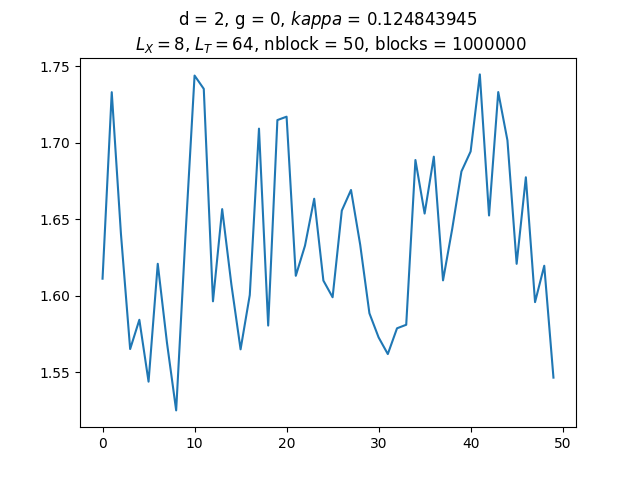 d = 2, g = 0, kappa = 0.124843945
L_X = 8, L_T = 64, nblock = 50, blocks = 1000000
1.75
1.70
1.65
1.60
1.55
0 10 20 30 40 50